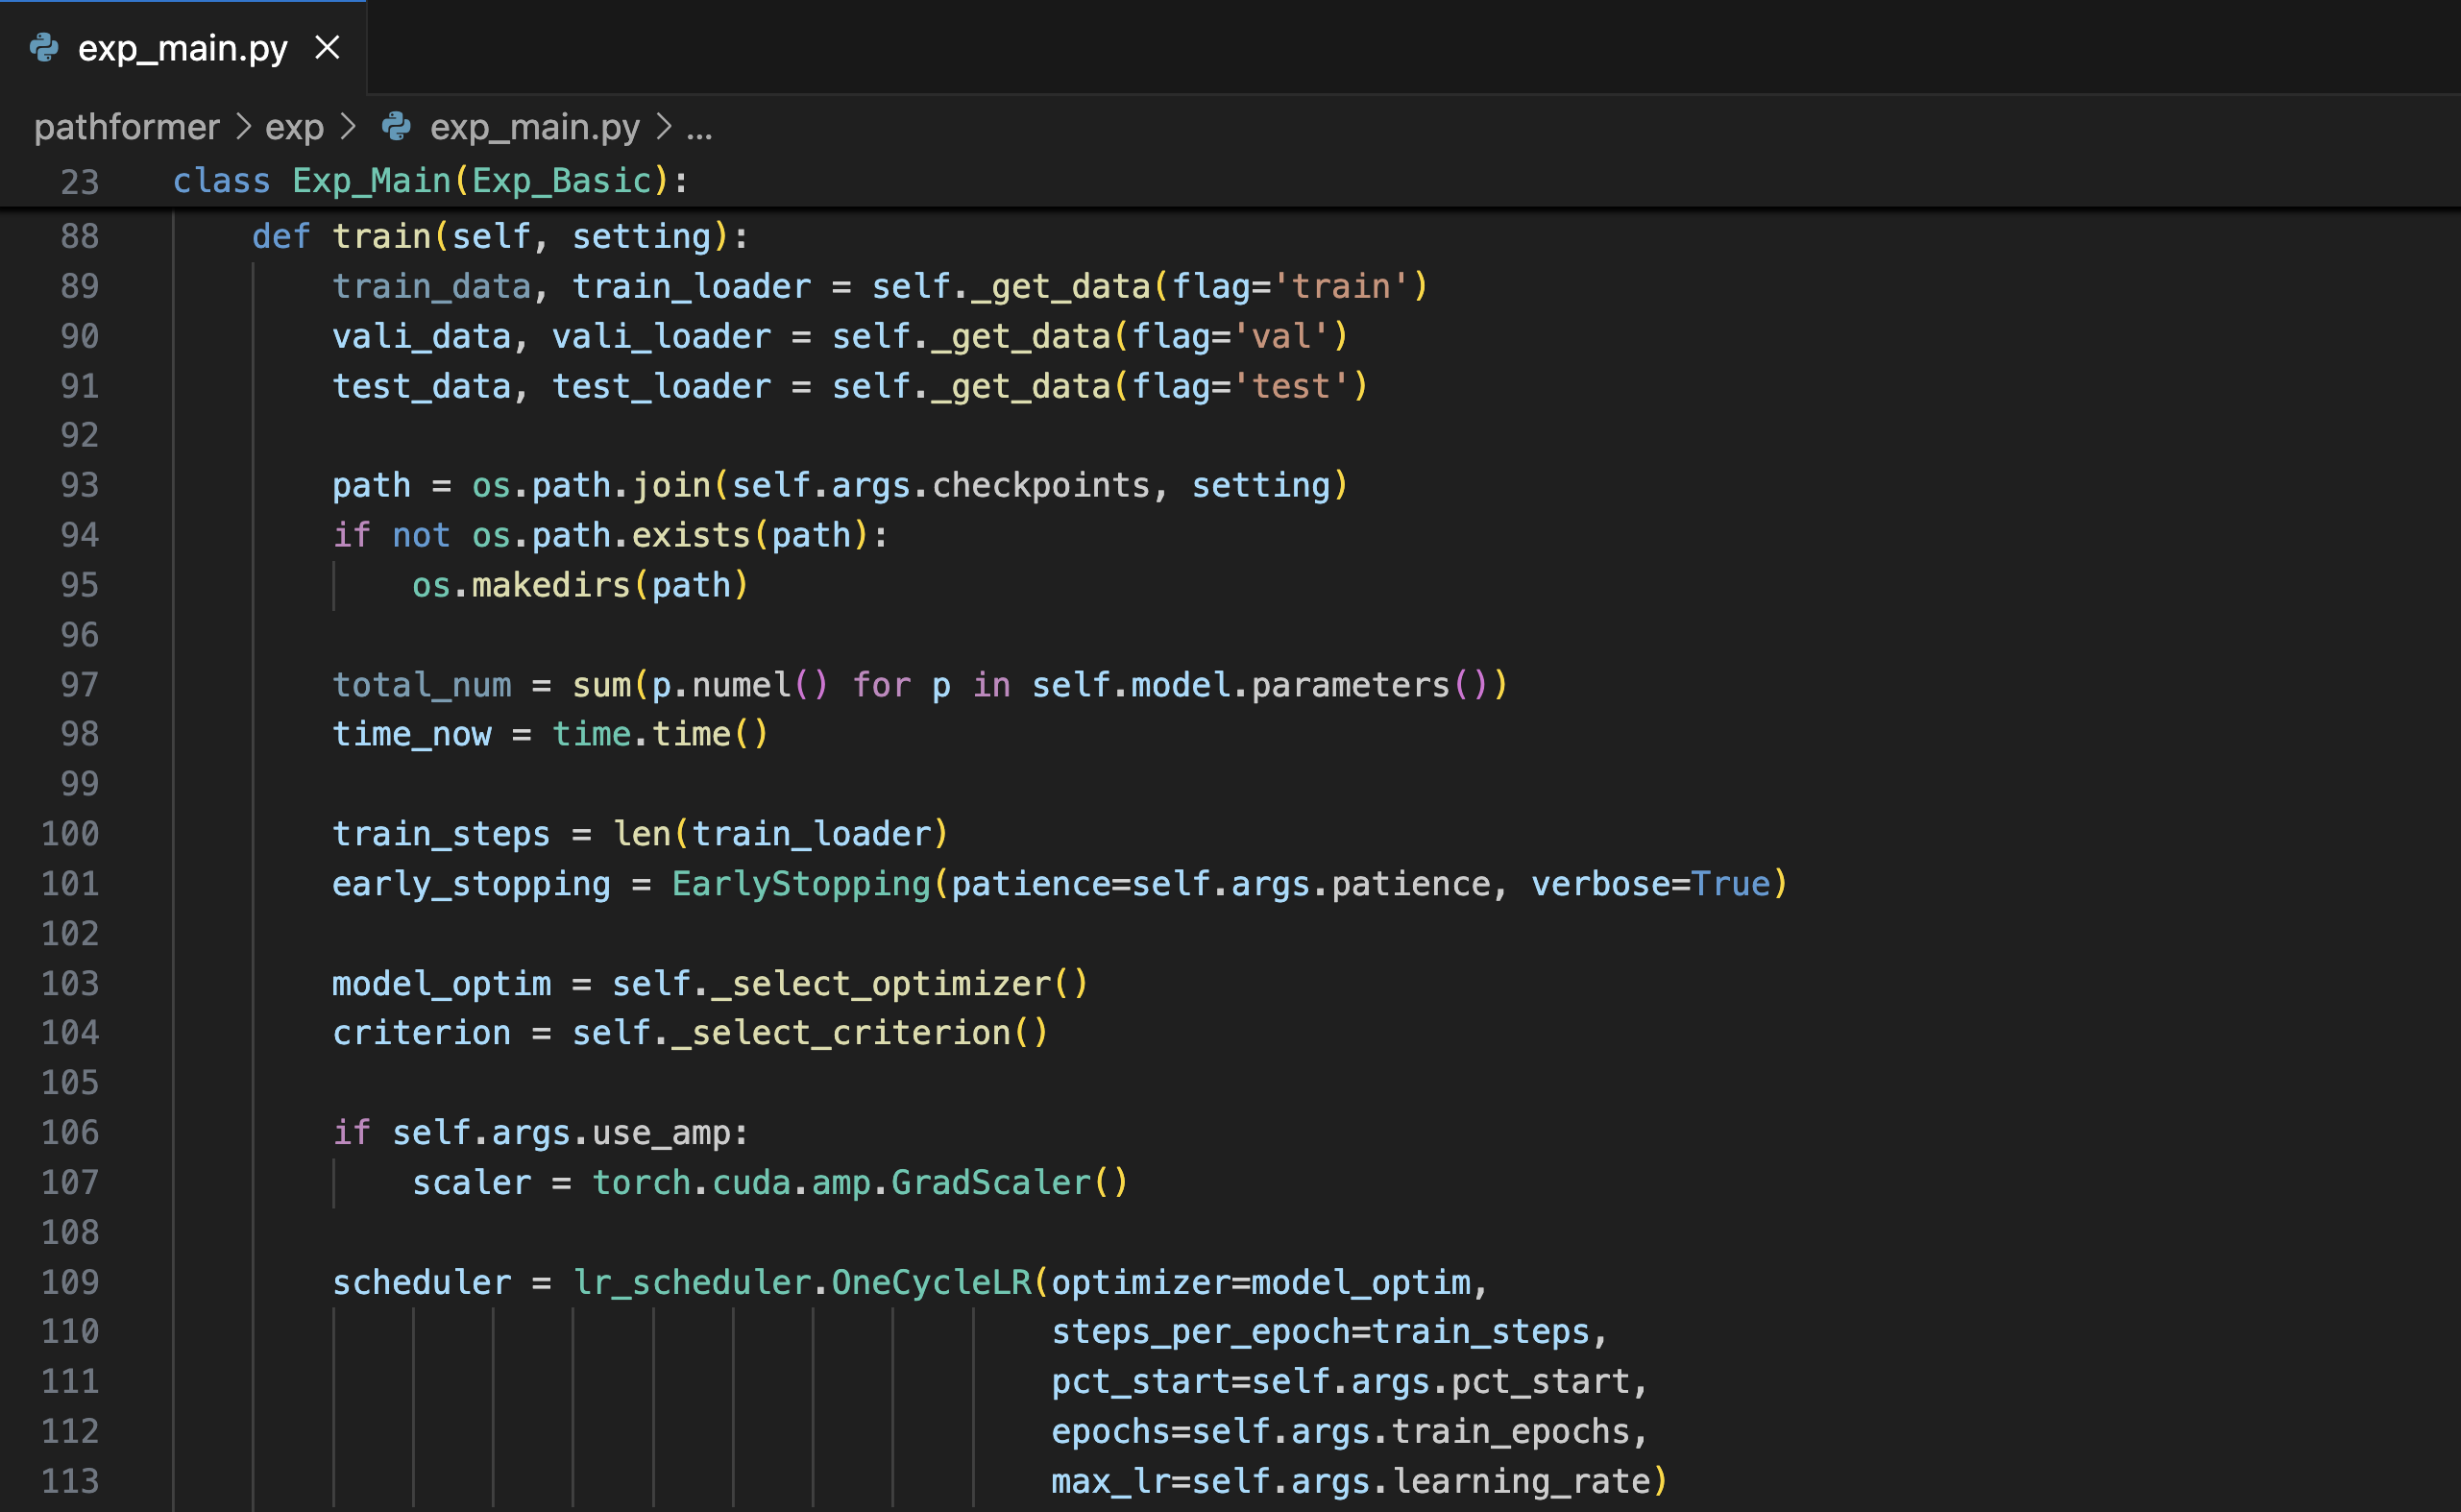 exp_main.py
pathformer > exp > exp_main.py > ...
23 class Exp_Main(Exp_Basic):
88 def train(self, setting):
89 train_data, train_loader = self._get_data(flag='train')
90 vali_data, vali_loader = self._get_data(flag='val')
91 test_data, test_loader = self._get_data(flag='test')
92
93 path = os.path.join(self.args.checkpoints, setting)
94 if not os.path.exists(path):
95 os.makedirs(path)
96
97 total_num = sum(p.numel() for p in self.model.parameters())
98 time_now = time.time()
99
100 train_steps = len(train_loader)
101 early_stopping = EarlyStopping(patience=self.args.patience, verbose=True)
102
103 model_optim = self._select_optimizer()
104 criterion = self._select_criterion()
105
106 if self.args.use_amp:
107 scaler = torch.cuda.amp.GradScaler()
108
109 scheduler = lr_scheduler.OneCycleLR(optimizer=model_optim,
110 steps_per_epoch=train_steps,
111 pct_start=self.args.pct_start,
112 epochs=self.args.train_epochs,
113 max_lr=self.args.learning_rate)